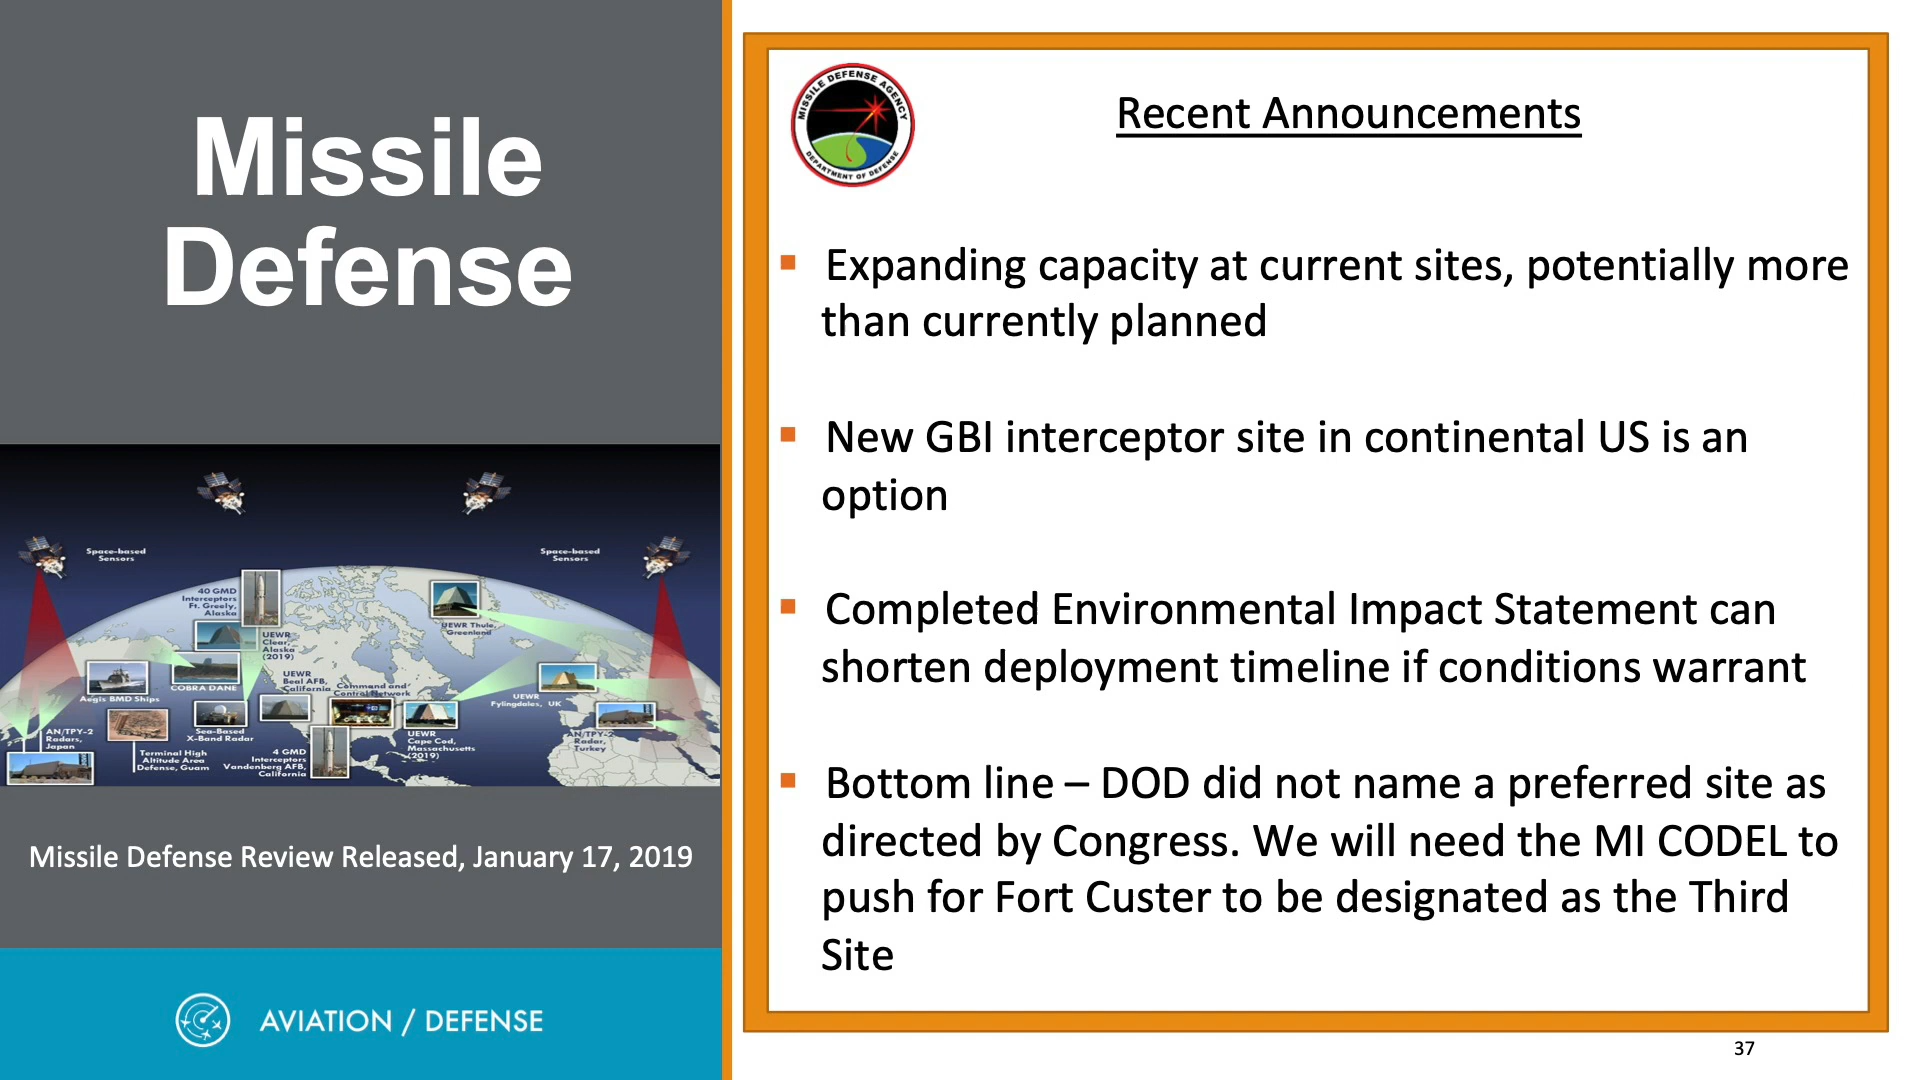 Missile
Defense
Space-based
Sensors
Space-based
Sensors
40 GMD
Interceptors
Ft. Greely,
Alaska
UEWR
Clear,
Alaska
(2019)
UEWR Thule,
Greenland
UEWR
Beal AFB,
California
COBRA DANE
Command and
Control Network
Aegis BMD Ships
UEWR
Fylingdales, UK
Sea-Based
X-Band Radar
AN/TPY-2
Radars,
Japan
UEWR
Cape Cod,
Massachusetts
(2019)
AN/TPY-2
Radar,
Turkey
Terminal High
Altitude Area
Defense, Guam
4 GMD
Interceptors
Vandenberg AFB,
California
Missile Defense Review Released, January 17, 2019
AVIATION / DEFENSE
MISSILE DEFENSE AGENCY
DEPARTMENT OF DEFENSE
Recent Announcements
▪ Expanding capacity at current sites, potentially more
than currently planned
▪ New GBI interceptor site in continental US is an
option
▪ Completed Environmental Impact Statement can
shorten deployment timeline if conditions warrant
▪ Bottom line – DOD did not name a preferred site as
directed by Congress. We will need the MI CODEL to
push for Fort Custer to be designated as the Third
Site
37